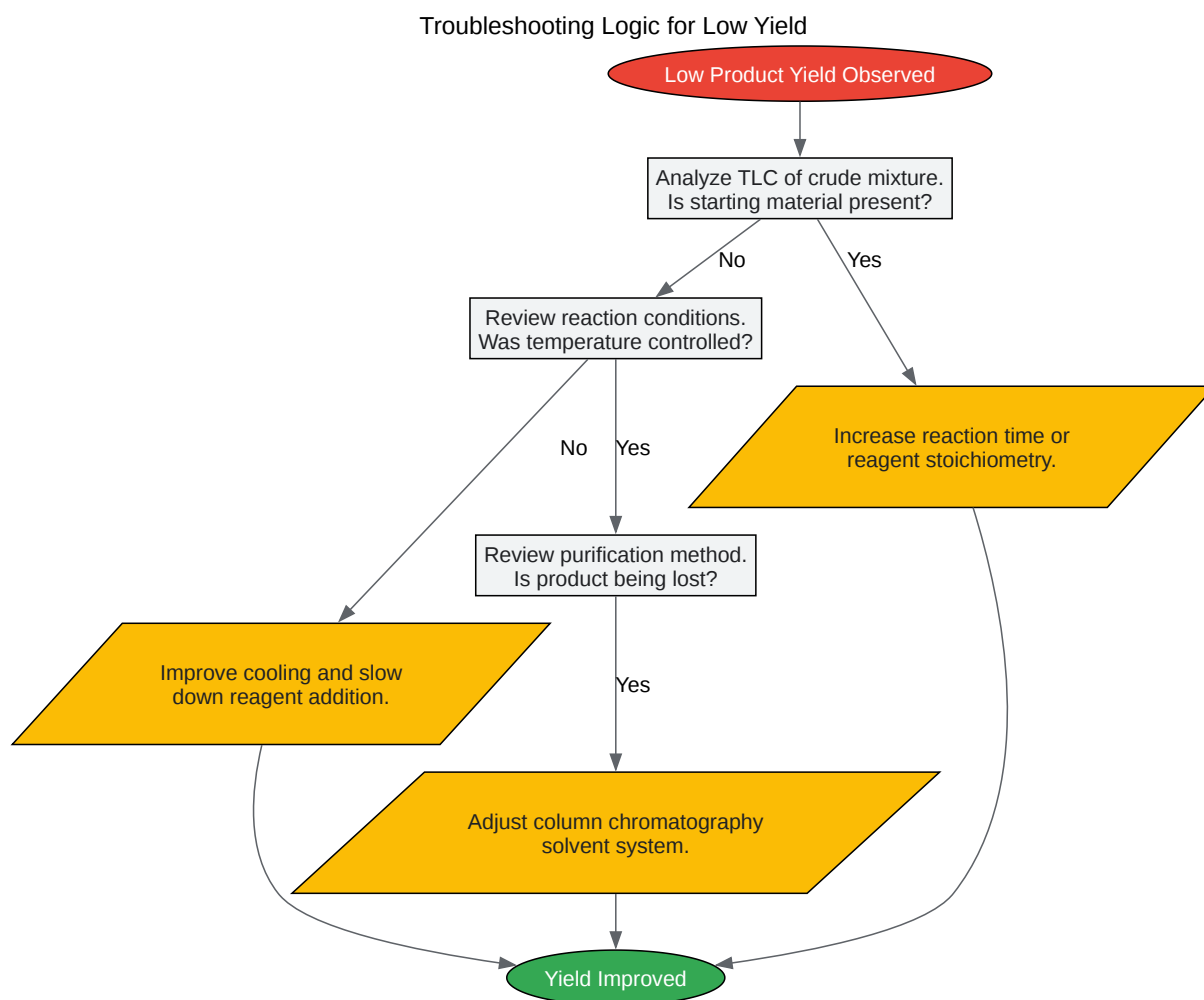 Troubleshooting Logic for Low Yield
Low Product Yield Observed
Analyze TLC of crude mixture.
Is starting material present?
No
Yes
Review reaction conditions.
Was temperature controlled?
Increase reaction time or
reagent stoichiometry.
No
Yes
Review purification method.
Is product being lost?
Improve cooling and slow
down reagent addition.
Yes
Adjust column chromatography
solvent system.
Yield Improved